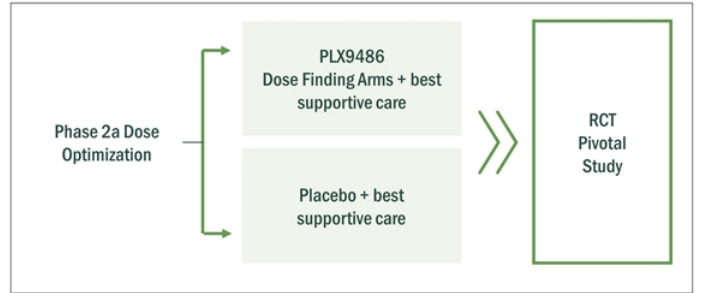 Phase 2a Dose
Optimization
PLX9486
Dose Finding Arms + best
supportive care
Placebo + best
supportive care
RCT
Pivotal
Study